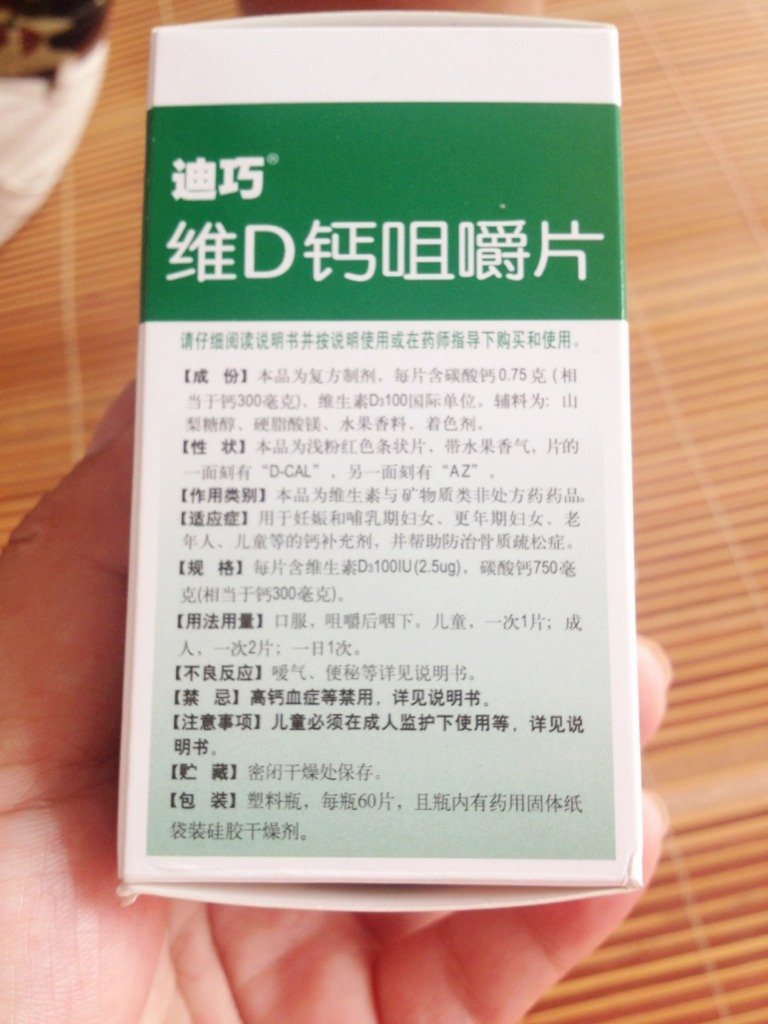 迪巧®
维D钙咀嚼片
请仔细阅读说明书并按说明使用或在药师指导下购买和使用。
【成 份】本品为复方制剂，每片含碳酸钙0.75克(相
当于钙300毫克)、维生素D₃100国际单位。辅料为：山
梨糖醇、硬脂酸镁、水果香料、着色剂。
【性 状】本品为浅粉红色条状片，带水果香气，片的
一面刻有“D-CAL”，另一面刻有“AZ”。
【作用类别】本品为维生素与矿物质类非处方药药品。
【适应症】用于妊娠和哺乳期妇女、更年期妇女、老
年人、儿童等的钙补充剂，并帮助防治骨质疏松症。
【规 格】每片含维生素D₃100IU(2.5ug)，碳酸钙750毫
克(相当于钙300毫克)。
【用法用量】口服，咀嚼后咽下。儿童，一次1片；成
人，一次2片；一日1次。
【不良反应】嗳气、便秘等详见说明书。
【禁 忌】高钙血症等禁用，详见说明书。
【注意事项】儿童必须在成人监护下使用等，详见说
明书。
【贮 藏】密闭干燥处保存。
【包 装】塑料瓶，每瓶60片，且瓶内有药用固体纸
袋装硅胶干燥剂。